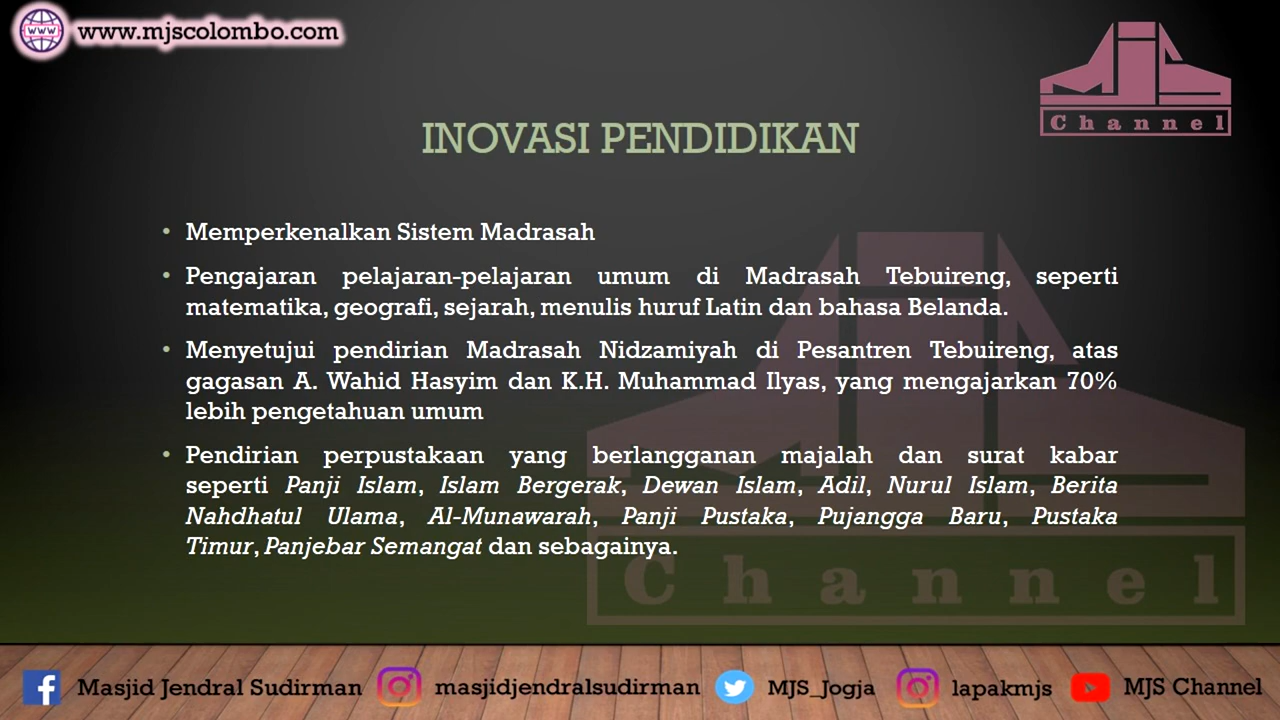 www.mjscolombo.com
MJS
Channel
INOVASI PENDIDIKAN
• Memperkenalkan Sistem Madrasah
• Pengajaran pelajaran-pelajaran umum di Madrasah Tebuireng, seperti
matematika, geografi, sejarah, menulis huruf Latin dan bahasa Belanda.
• Menyetujui pendirian Madrasah Nidzamiyah di Pesantren Tebuireng, atas
gagasan A. Wahid Hasyim dan K.H. Muhammad Ilyas, yang mengajarkan 70%
lebih pengetahuan umum
• Pendirian perpustakaan yang berlangganan majalah dan surat kabar
seperti Panji Islam, Islam Bergerak, Dewan Islam, Adil, Nurul Islam, Berita
Nahdhatul Ulama, Al-Munawarah, Panji Pustaka, Pujangga Baru, Pustaka
Timur, Panjebar Semangat dan sebagainya.
Channel
Masjid Jendral Sudirman masjidjendralsudirman MJS_Jogja lapakmjs MJS Channel